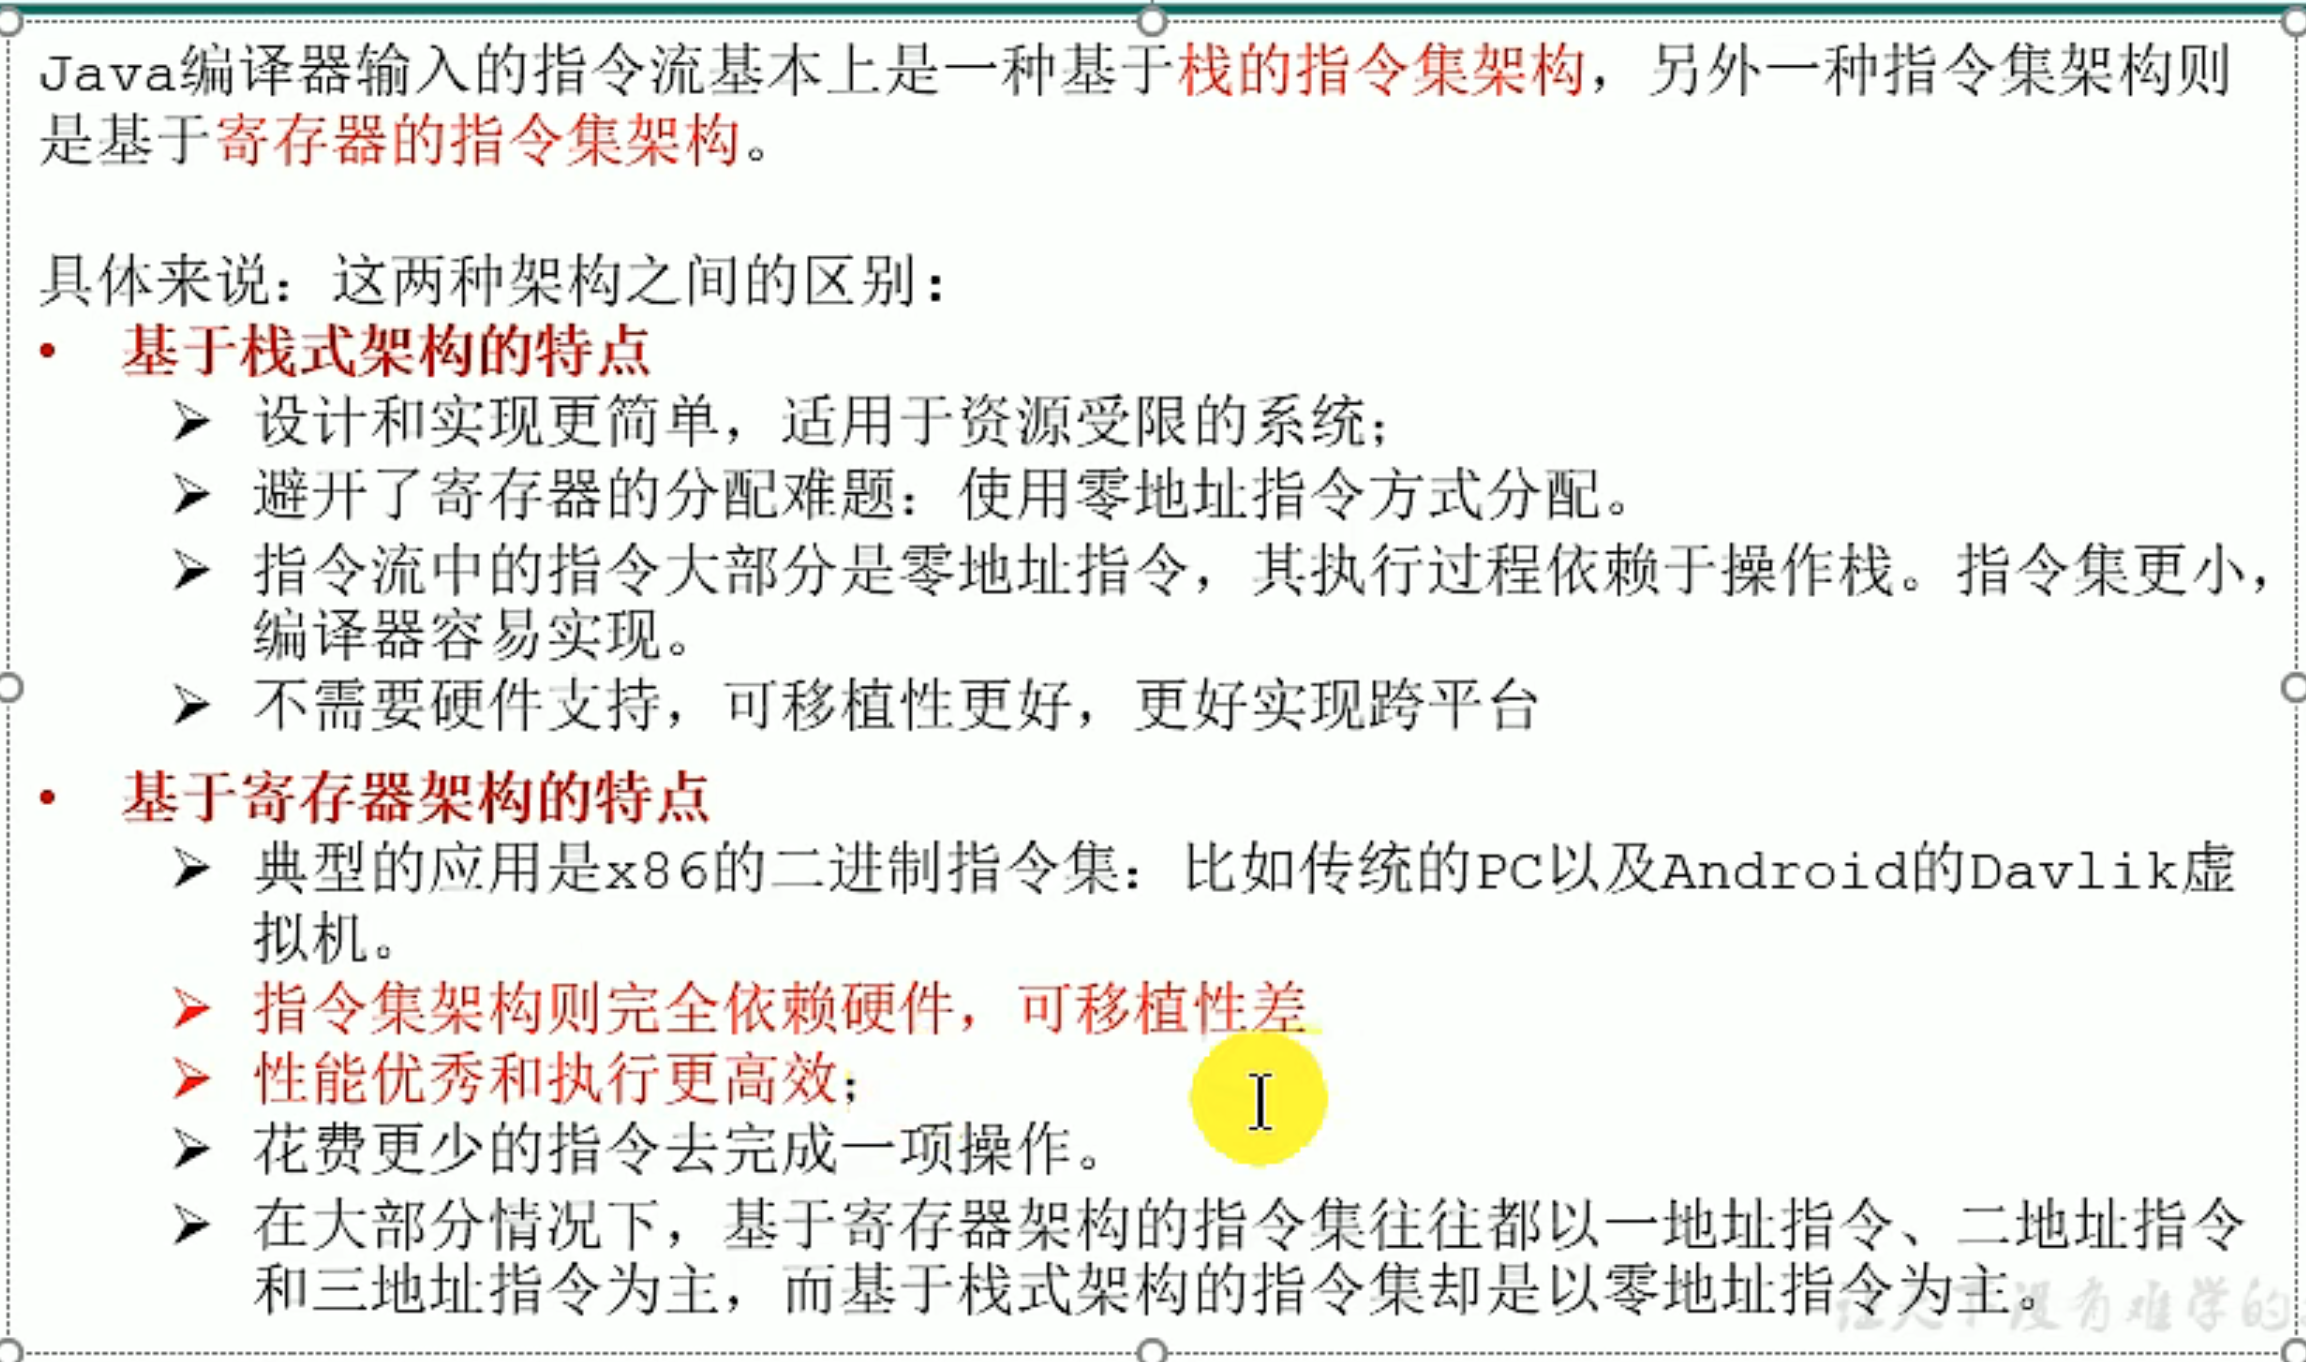 Java编译器输入的指令流基本上是一种基于栈的指令集架构，另外一种指令集架构则
是基于寄存器的指令集架构。
具体来说：这两种架构之间的区别：
• 基于栈式架构的特点
➢ 设计和实现更简单，适用于资源受限的系统；
➢ 避开了寄存器的分配难题：使用零地址指令方式分配。
➢ 指令流中的指令大部分是零地址指令，其执行过程依赖于操作栈。指令集更小，
编译器容易实现。
➢ 不需要硬件支持，可移植性更好，更好实现跨平台
• 基于寄存器架构的特点
➢ 典型的应用是x86的二进制指令集：比如传统的PC以及Android的Davlik虚
拟机。
➢ 指令集架构则完全依赖硬件，可移植性差
➢ 性能优秀和执行更高效；
➢ 花费更少的指令去完成一项操作。
➢ 在大部分情况下，基于寄存器架构的指令集往往都以一地址指令、二地址指令
和三地址指令为主，而基于栈式架构的指令集却是以零地址指令为主。
没有难学的